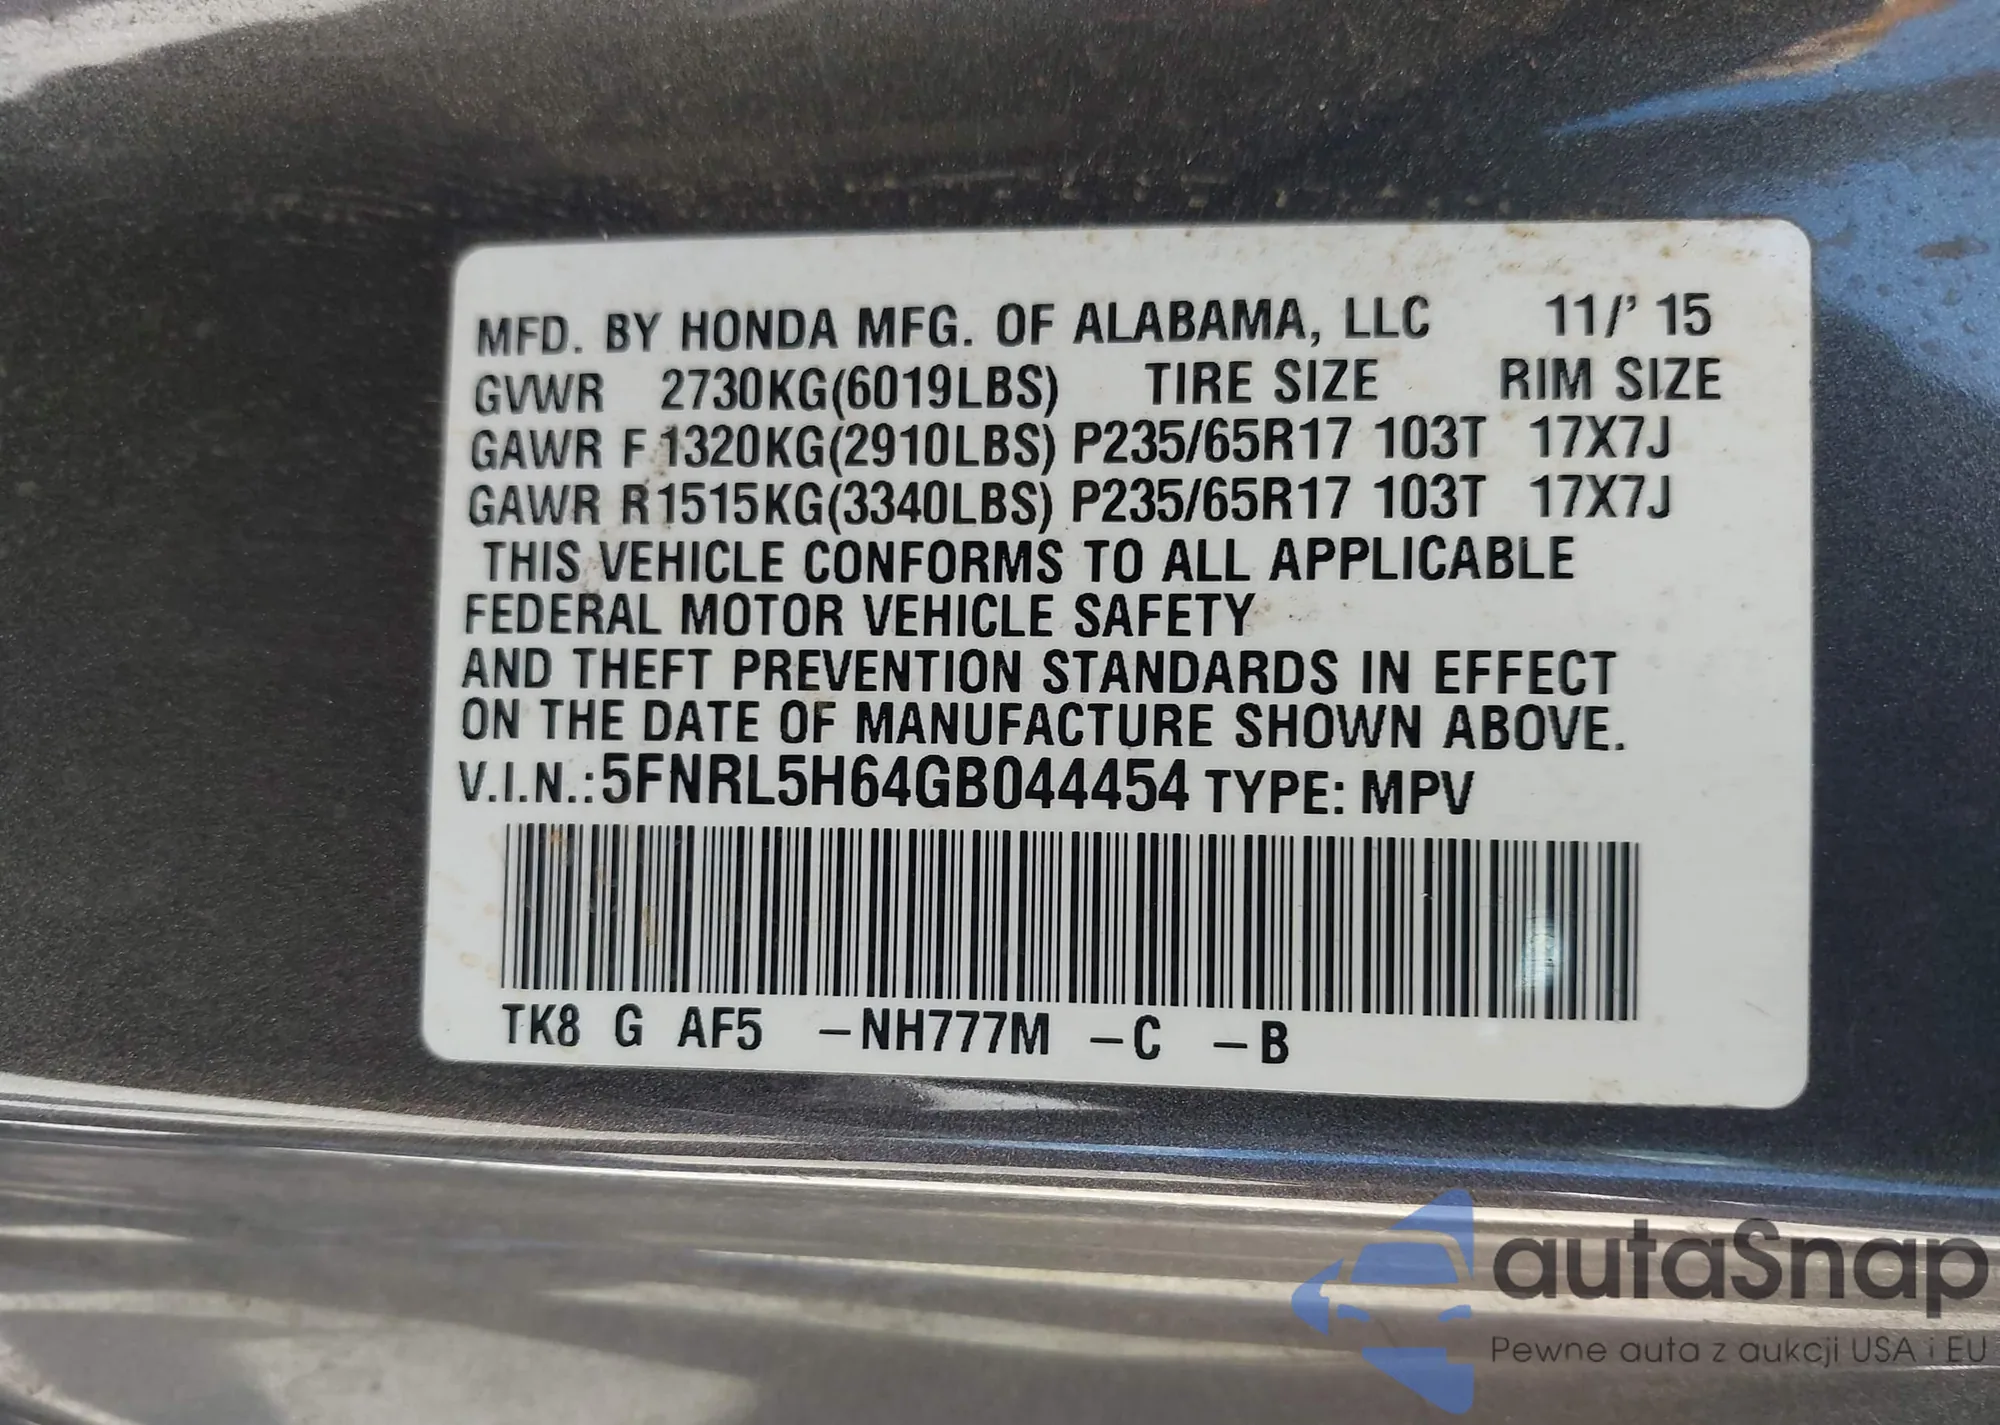 MFD. BY HONDA MFG. OF ALABAMA, LLC 11/' 15
GVWR 2730KG(6019LBS) TIRE SIZE RIM SIZE
GAWR F 1320KG(2910LBS) P235/65R17 103T 17X7J
GAWR R 1515KG(3340LBS) P235/65R17 103T 17X7J
THIS VEHICLE CONFORMS TO ALL APPLICABLE
FEDERAL MOTOR VEHICLE SAFETY
AND THEFT PREVENTION STANDARDS IN EFFECT
ON THE DATE OF MANUFACTURE SHOWN ABOVE.
V.I.N.:5FNRL5H64GB044454 TYPE: MPV
TK8 G AF5 -NH777M -C -B
autaSnap
Pewne auta z aukcji USA i EU